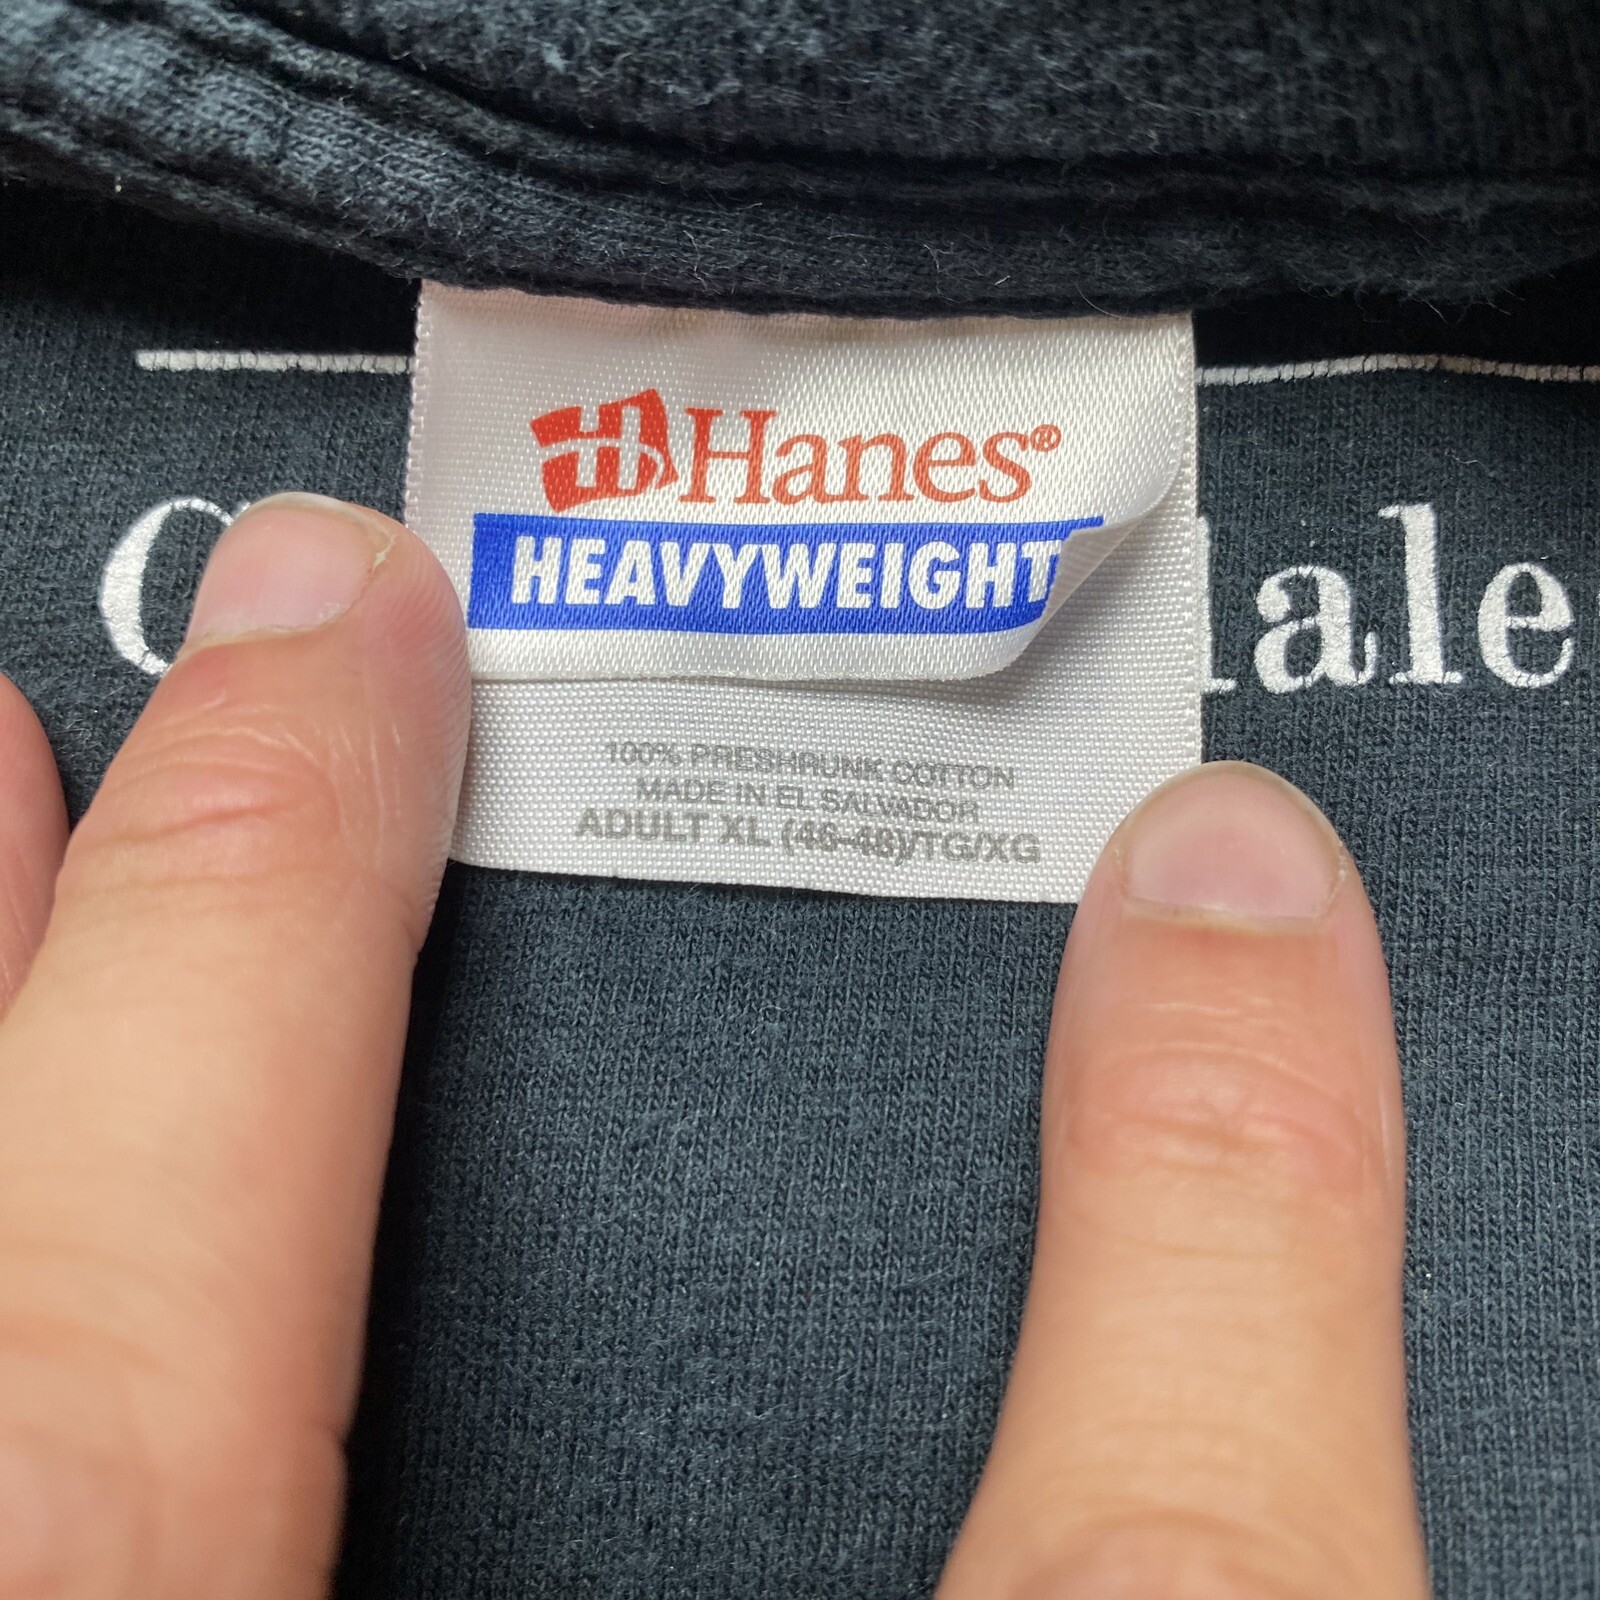 Hanes®
HEAVYWEIGHT
100% PRESHRUNK COTTON
MADE IN EL SALVADOR
ADULT XL (46-48)/TG/XG